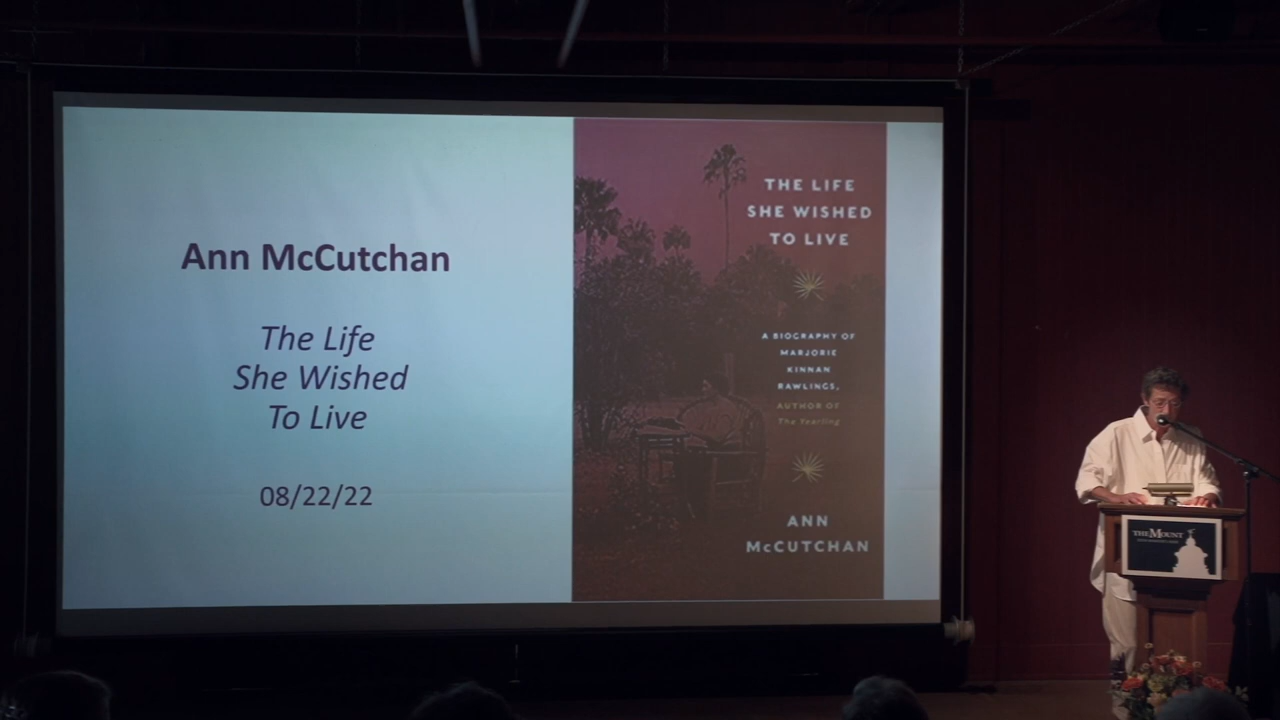 Ann McCutchan
The Life
She Wished
To Live
08/22/22
THE LIFE
SHE WISHED
TO LIVE
A BIOGRAPHY OF
MARJORIE
KINNAN
RAWLINGS,
AUTHOR OF
The Yearling
ANN
McCUTCHAN
THE MOUNT